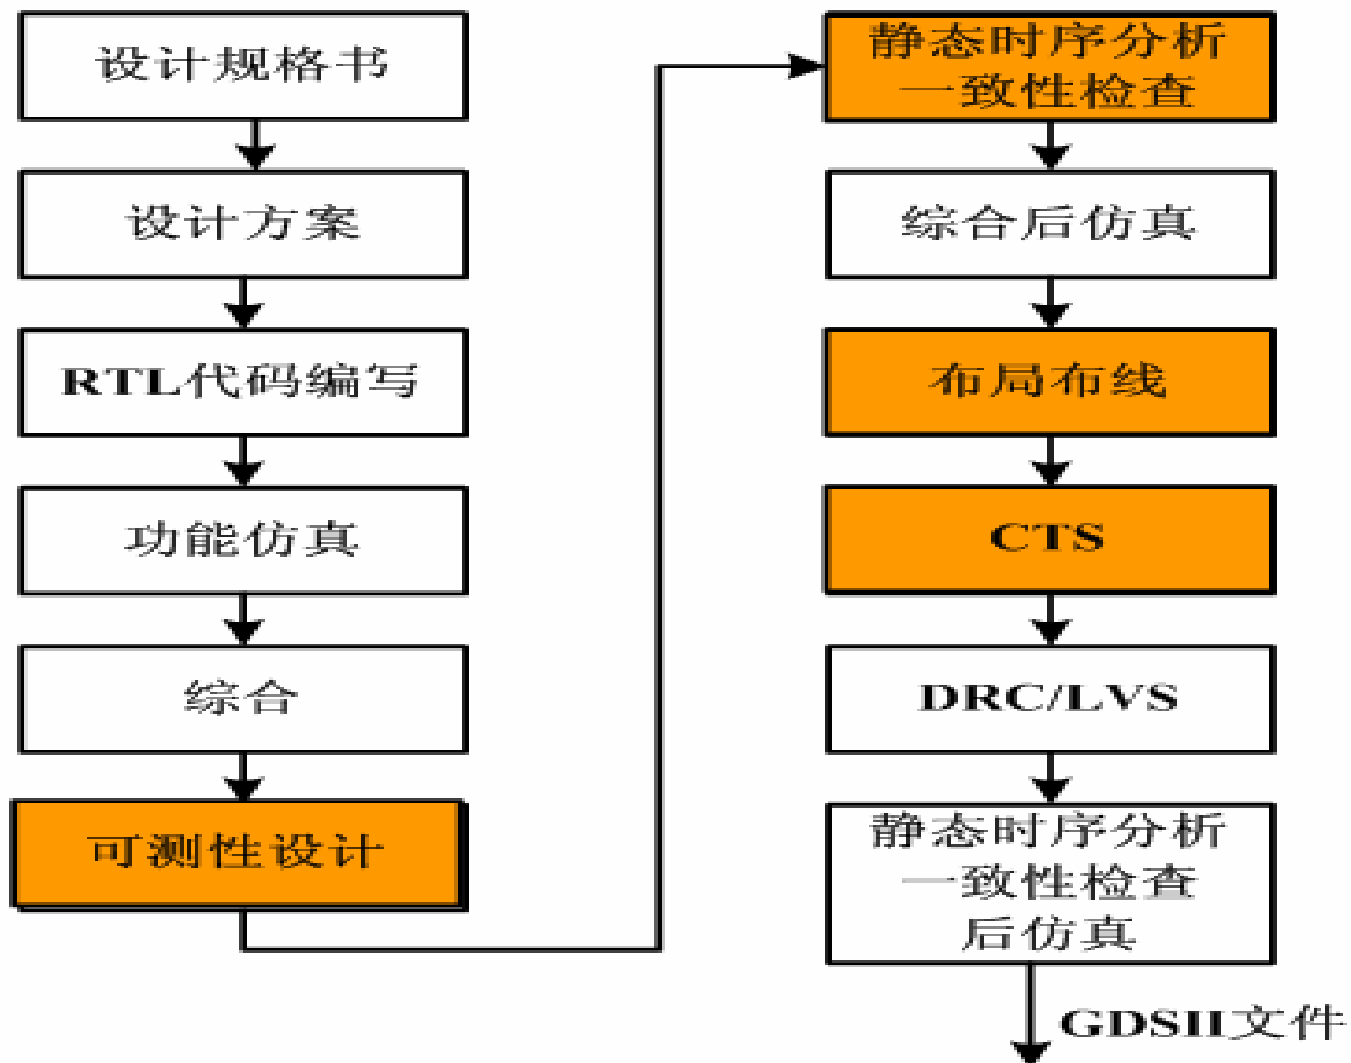 设计规格书
设计方案
RTL代码编写
功能仿真
综合
可测性设计
静态时序分析
一致性检查
综合后仿真
布局布线
CTS
DRC/LVS
静态时序分析
一致性检查
后仿真
GDSII文件